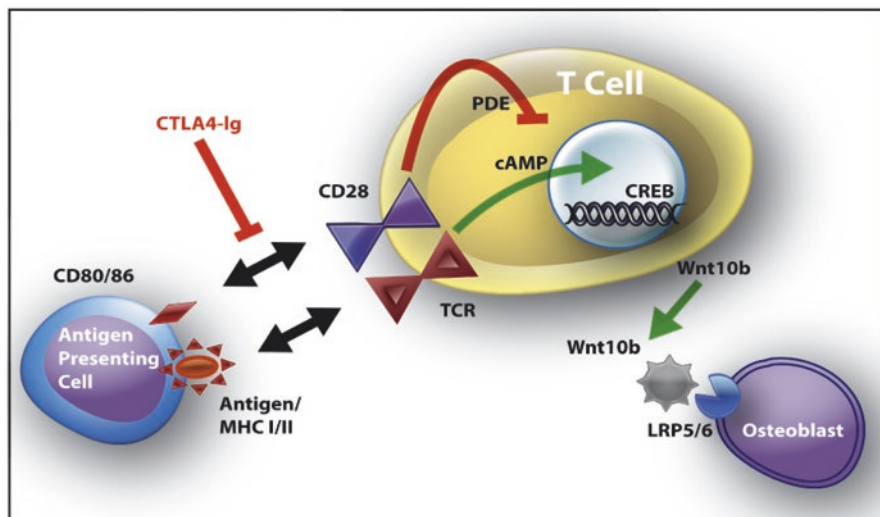 T Cell
PDE
CTLA4-Ig
cAMP
CD28
CREB
CD80/86
Wnt10b
TCR
Antigen
Presenting
Cell
Wnt10b
Antigen/
MHC I/II
LRP5/6
Osteoblast